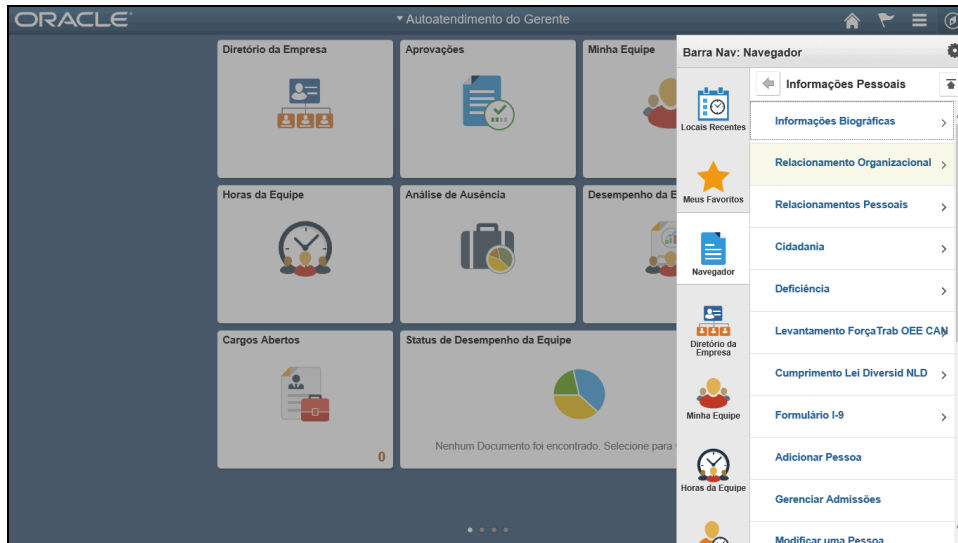 ORACLE
Autoatendimento do Gerente
Diretório da Empresa
Aprovações
Minha Equipe
Horas da Equipe
Análise de Ausência
Desempenho da E
Cargos Abertos
0
Status de Desempenho da Equipe
Nenhum Documento foi encontrado. Selecione para
Barra Nav: Navegador
Locais Recentes
Meus Favoritos
Navegador
Diretório da
Empresa
Minha Equipe
Horas da Equipe
Informações Pessoais
Informações Biográficas
Relacionamento Organizacional
Relacionamentos Pessoais
Cidadania
Deficiência
Levantamento ForçaTrab OEE CAN
Cumprimento Lei Diversid NLD
Formulário I-9
Adicionar Pessoa
Gerenciar Admissões
Modificar uma Pessoa